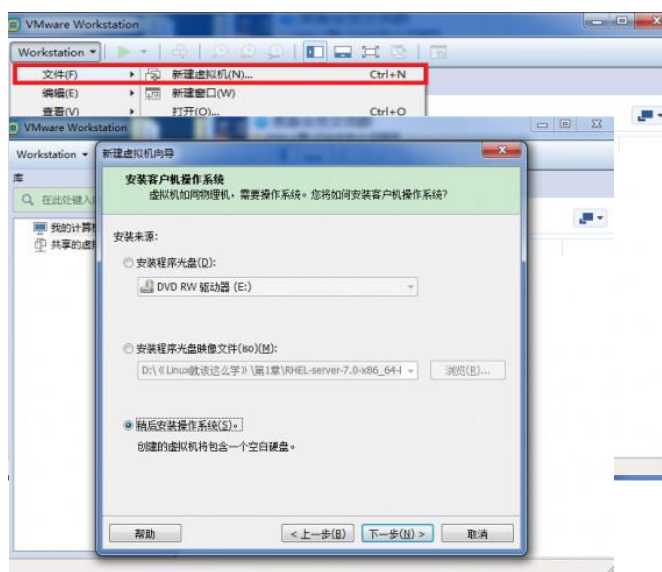 VMware Workstation
Workstation
文件(F) 新建虚拟机(N)... Ctrl+N
编辑(E) 新建窗口(W)
查看(V) 打开(O)... Ctrl+O
VMware Workstation
Workstation
新建虚拟机向导
库
在此处键入
我的计算机
共享的虚
安装客户机操作系统
虚拟机如同物理机，需要操作系统。您将如何安装客户机操作系统?
安装来源:
安装程序光盘(D):
DVD RW 驱动器 (E:)
安装程序光盘映像文件(iso)(M):
D:\《Linux就该这么学》\第1章\RHEL-server-7.0-x86_64-l
浏览(R)...
稍后安装操作系统(S)。
创建的虚拟机将包含一个空白硬盘。
帮助
< 上一步(B) 下一步(N) > 取消